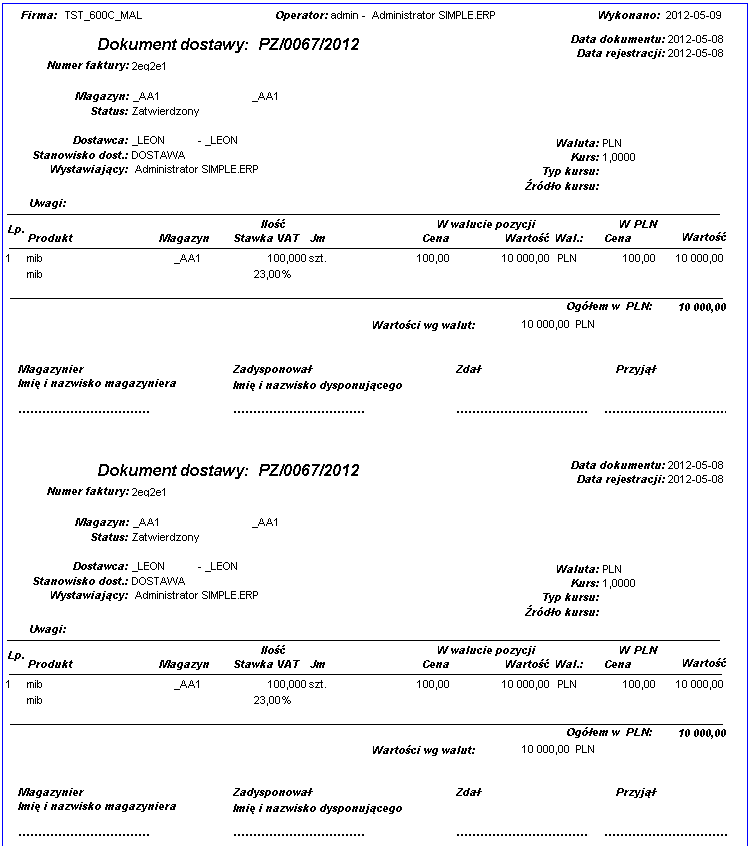 Firma: TST_600C_MAL Operator: admin - Administrator SIMPLE.ERP Wykonano: 2012-05-09
Dokument dostawy: PZ/0067/2012 Data dokumentu: 2012-05-08
Data rejestracji: 2012-05-08
Numer faktury: 2eq2e1
Magazyn: _AA1 _AA1
Status: Zatwierdzony
Dostawca: _LEON - _LEON Waluta: PLN
Stanowisko dost.: DOSTAWA Kurs: 1,0000
Wystawiający: Administrator SIMPLE.ERP Typ kursu:
Źródło kursu:
Uwagi:
Ilość W walucie pozycji W PLN
Lp. Produkt Magazyn Stawka VAT Jm Cena Wartość Wal.: Cena Wartość
1 mib _AA1 100,000 szt. 100,00 10 000,00 PLN 100,00 10 000,00
mib 23,00%
Ogółem w PLN: 10 000,00
Wartości wg walut: 10 000,00 PLN
Magazynier Zadysponował Zdał Przyjął
Imię i nazwisko magazyniera Imię i nazwisko dysponującego
Dokument dostawy: PZ/0067/2012 Data dokumentu: 2012-05-08
Data rejestracji: 2012-05-08
Numer faktury: 2eq2e1
Magazyn: _AA1 _AA1
Status: Zatwierdzony
Dostawca: _LEON - _LEON Waluta: PLN
Stanowisko dost.: DOSTAWA Kurs: 1,0000
Wystawiający: Administrator SIMPLE.ERP Typ kursu:
Źródło kursu:
Uwagi:
Ilość W walucie pozycji W PLN
Lp. Produkt Magazyn Stawka VAT Jm Cena Wartość Wal.: Cena Wartość
1 mib _AA1 100,000 szt. 100,00 10 000,00 PLN 100,00 10 000,00
mib 23,00%
Ogółem w PLN: 10 000,00
Wartości wg walut: 10 000,00 PLN
Magazynier Zadysponował Zdał Przyjął
Imię i nazwisko magazyniera Imię i nazwisko dysponującego